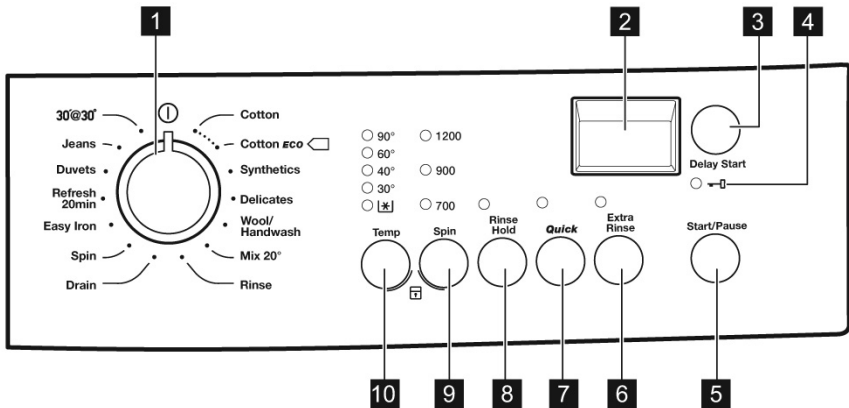 1
2
3
4
30°@30°
Jeans
Duvets
Refresh
20min
Easy Iron
Spin
Drain
Cotton
Cotton ECO
Synthetics
Delicates
Wool/
Handwash
Mix 20°
Rinse
90° 1200
60°
40° 900
30°
700
Delay Start
Temp
Spin
Rinse
Hold
Quick
Extra
Rinse
Start/Pause
10
9
8
7
6
5